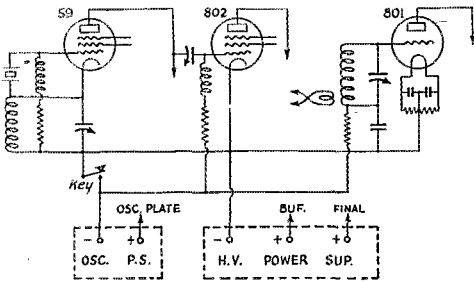 59
802
801
Key
OSC. PLATE
BUF.
FINAL
- +
- + +
OSC. P.S.
H.V. POWER SUP.